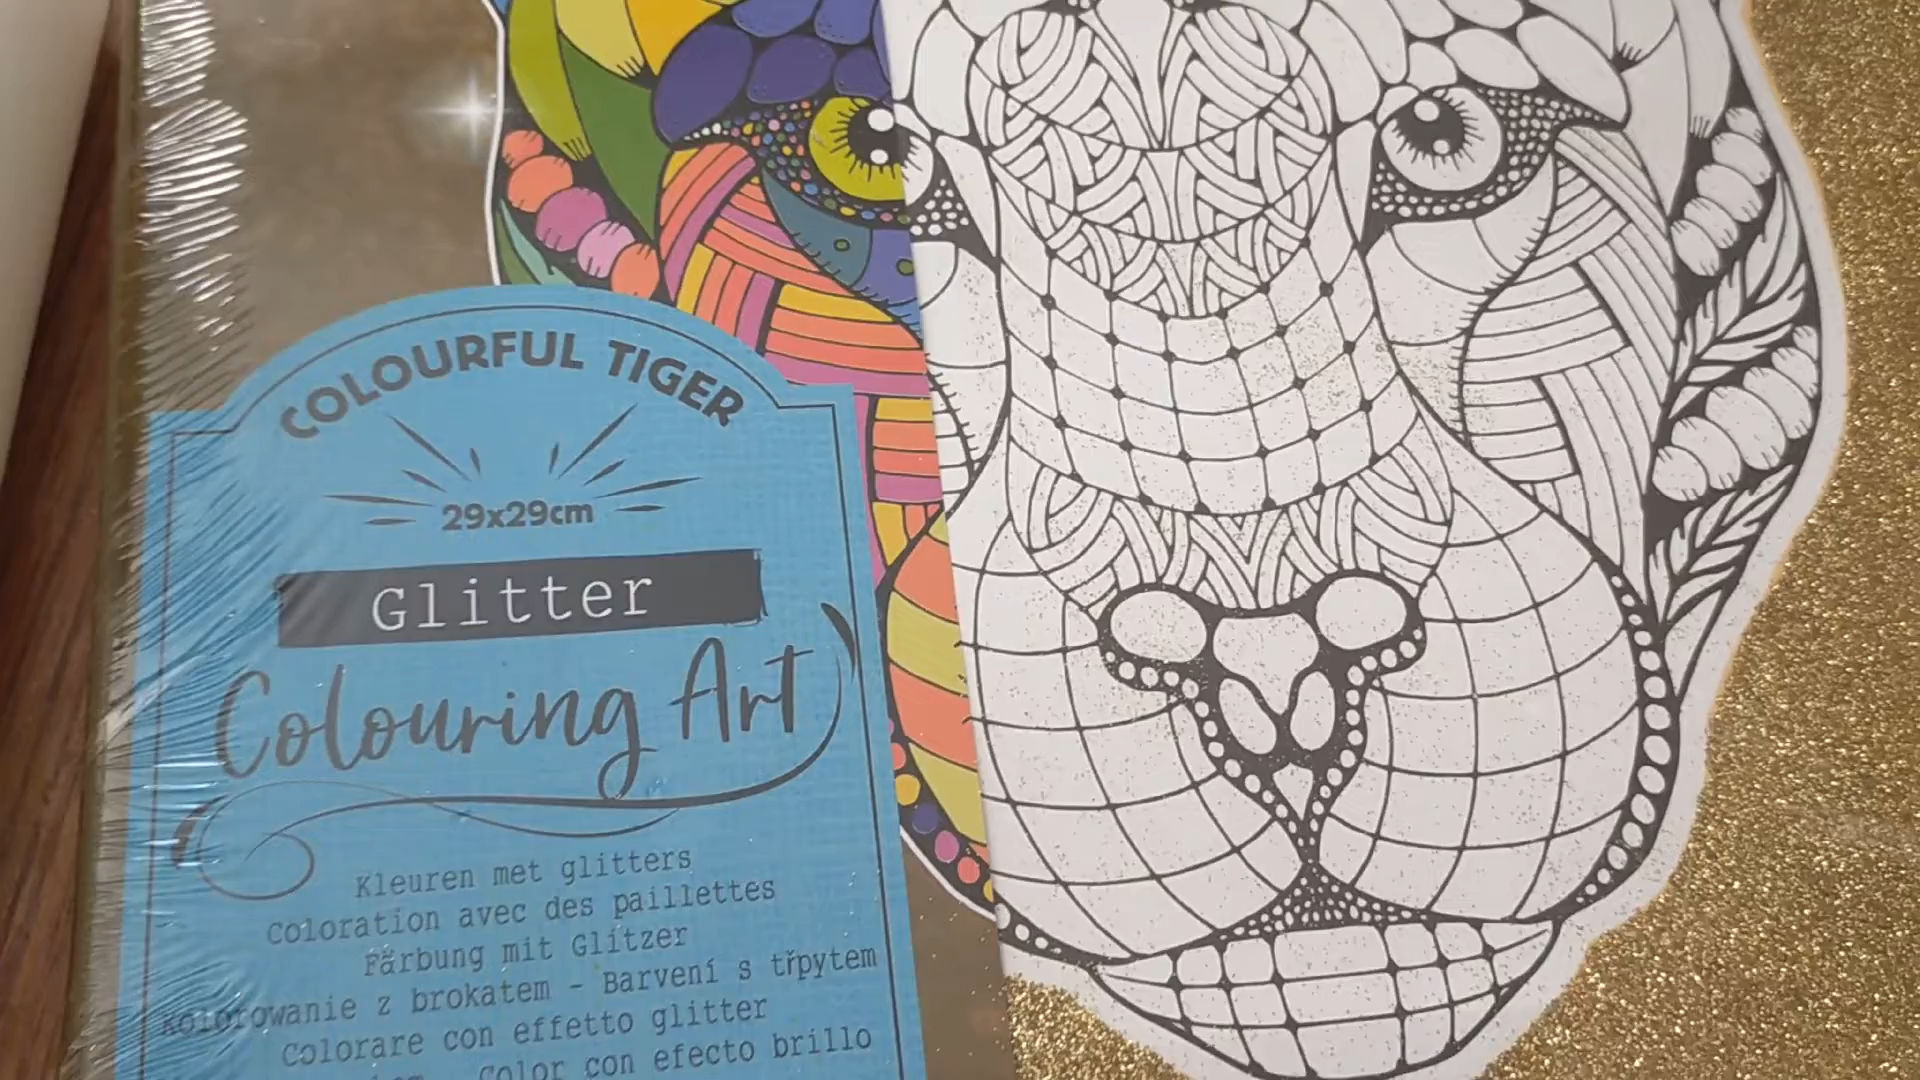 COLOURFUL TIGER
29x29cm
Glitter
Colouring Art
Kleuren met glitters
Coloration avec des paillettes
Färbung mit Glitzer
Kolorowanie z brokatem - Barvení s třpytem
Colorare con effetto glitter
Color con efecto brillo